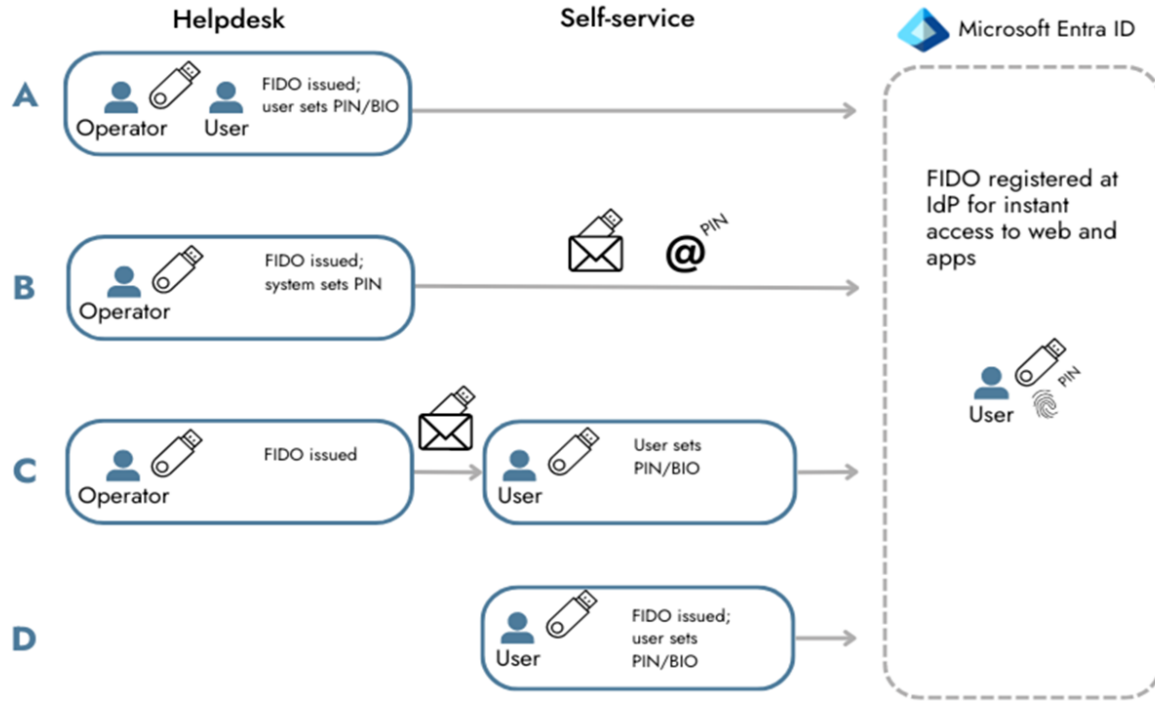 Helpdesk
Self-service
Microsoft Entra ID
A
FIDO issued;
user sets PIN/BIO
Operator
User
B
FIDO issued;
system sets PIN
Operator
@
PIN
C
FIDO issued
Operator
User sets
PIN/BIO
User
D
FIDO issued;
user sets
PIN/BIO
User
FIDO registered at
IdP for instant
access to web and
apps
PIN
User